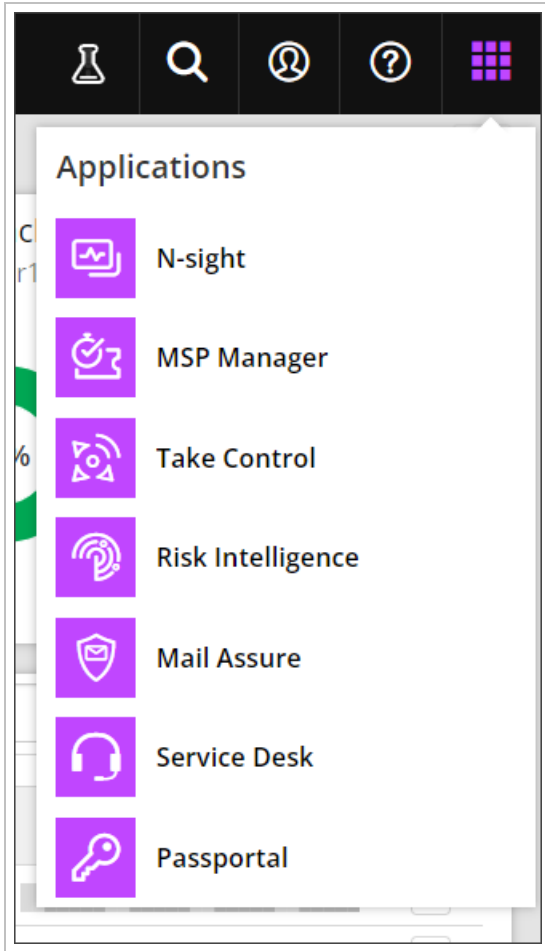 Applications
N-sight
MSP Manager
Take Control
Risk Intelligence
Mail Assure
Service Desk
Passportal
%